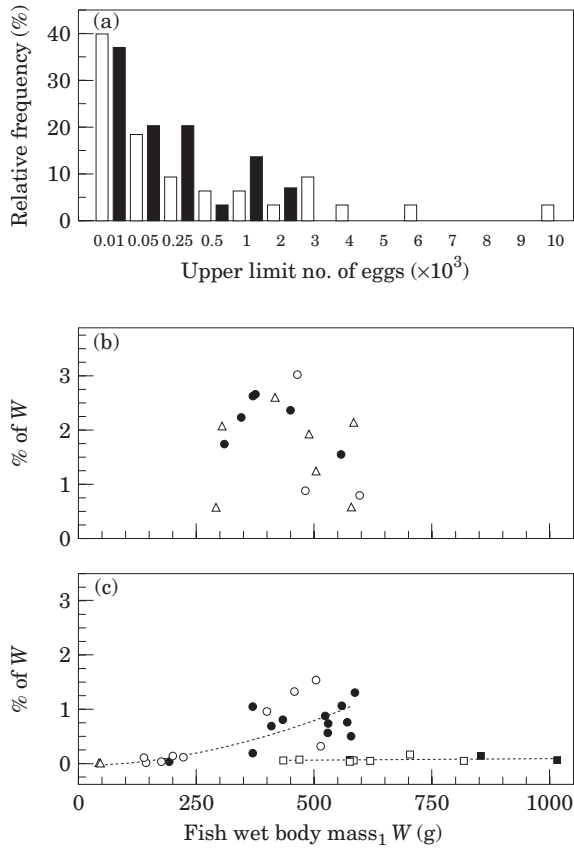 (a)
Relative frequency (%)
40
30
20
10
0
0.01 0.05 0.25 0.5 1 2 3 4 5 6 7 8 9 10
Upper limit no. of eggs (×10³)
(b)
% of W
3
2
1
0
(c)
% of W
3
2
1
0
0 250 500 750 1000
Fish wet body mass₁ W (g)